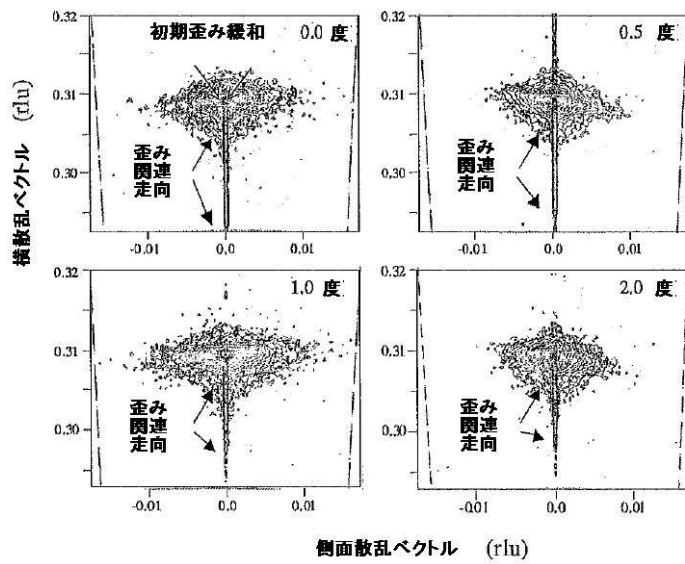 0.32
初期歪み緩和 0.0 度
0.31
0.30
歪み
関連
走向
-0.01 0.0 0.01
0.32
0.5 度
0.31
0.30
歪み
関連
走向
-0.01 0.0 0.01
0.32
1.0 度
0.31
0.30
歪み
関連
走向
-0.01 0.0 0.01
0.32
2.0 度
0.31
0.30
歪み
関連
走向
-0.01 0.0 0.01
横散乱ベクトル (rlu)
側面散乱ベクトル (rlu)